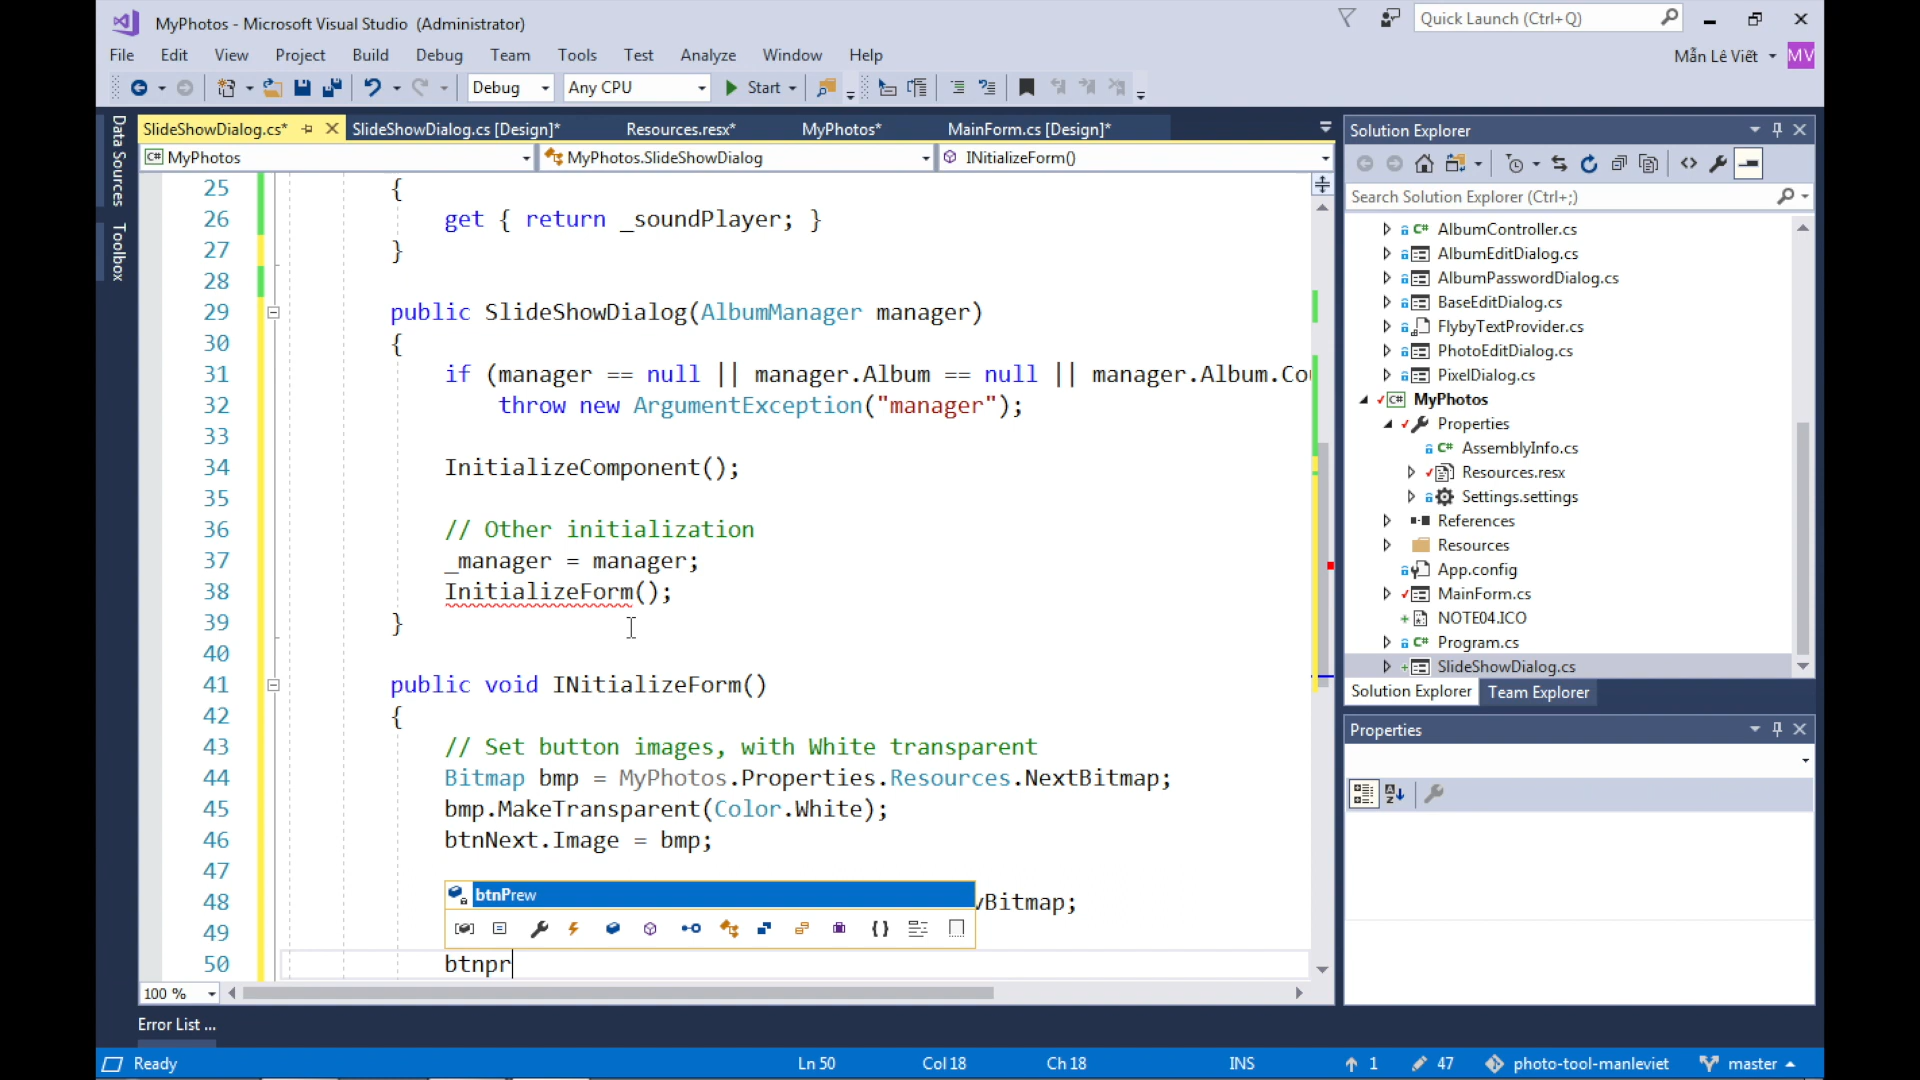 MyPhotos - Microsoft Visual Studio (Administrator)
Quick Launch (Ctrl+Q)
File Edit View Project Build Debug Team Tools Test Analyze Window Help
Mẫn Lê Viết
MV
Debug
Any CPU
Start
Data Sources
Toolbox
SlideShowDialog.cs*
SlideShowDialog.cs [Design]*
Resources.resx*
MyPhotos*
MainForm.cs [Design]*
MyPhotos
MyPhotos.SlideShowDialog
INitializeForm()
25 {
26 get { return _soundPlayer; }
27 }
28
29 public SlideShowDialog(AlbumManager manager)
30 {
31 if (manager == null || manager.Album == null || manager.Album.Cou
32 throw new ArgumentException("manager");
33
34 InitializeComponent();
35
36 // Other initialization
37 _manager = manager;
38 InitializeForm();
39 }
40
41 public void INitializeForm()
42 {
43 // Set button images, with White transparent
44 Bitmap bmp = MyPhotos.Properties.Resources.NextBitmap;
45 bmp.MakeTransparent(Color.White);
46 btnNext.Image = bmp;
47
btnPrew
48 vBitmap;
49
50 btnpr
100 %
Error List ...
Solution Explorer
Search Solution Explorer (Ctrl+;)
C# AlbumController.cs
AlbumEditDialog.cs
AlbumPasswordDialog.cs
BaseEditDialog.cs
FlybyTextProvider.cs
PhotoEditDialog.cs
PixelDialog.cs
C# MyPhotos
Properties
C# AssemblyInfo.cs
Resources.resx
Settings.settings
References
Resources
App.config
MainForm.cs
NOTE04.ICO
C# Program.cs
SlideShowDialog.cs
Solution Explorer
Team Explorer
Properties
Ready
Ln 50
Col 18
Ch 18
INS
1
47
photo-tool-manleviet
master